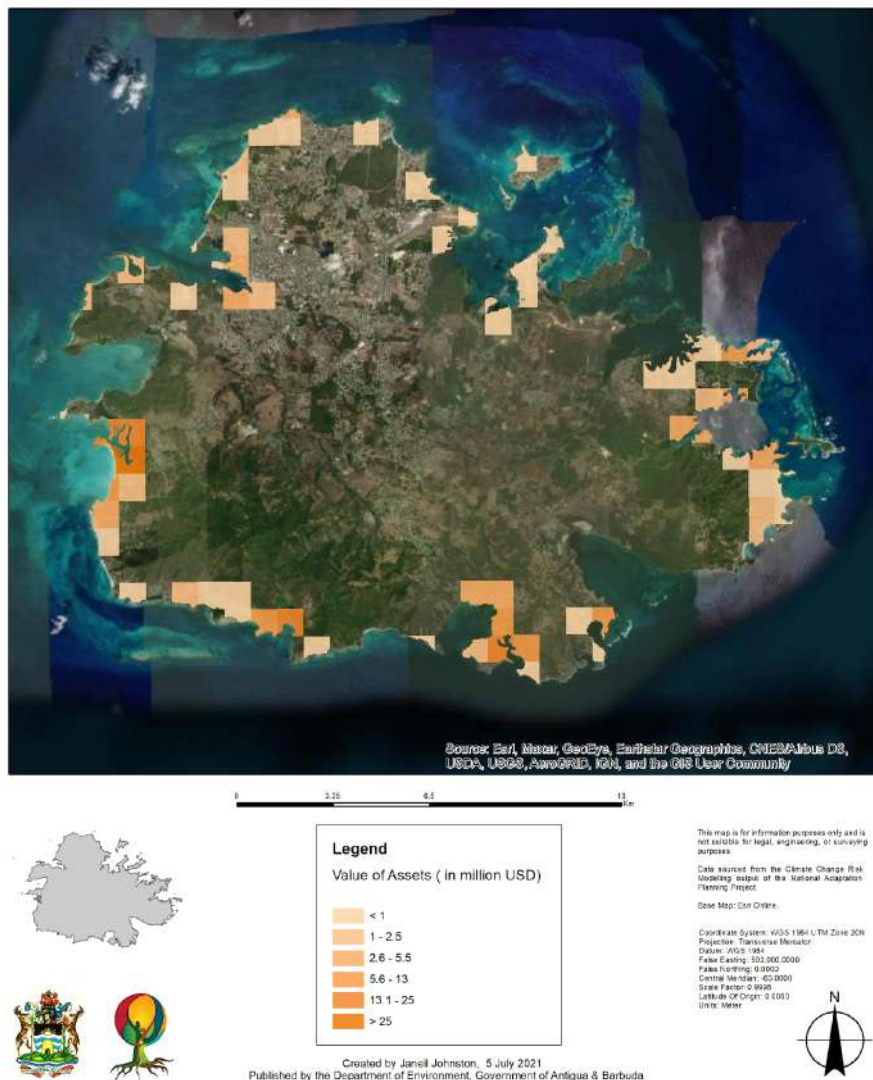 Source: Esri, Maxar, GeoEye, Earthstar Geographics, CNES/Airbus DS,
USDA, USGS, AeroGRID, IGN, and the GIS User Community
0 3.25 6.5 13
Km
Legend
Value of Assets ( in million USD)
< 1
1 - 2.5
2.6 - 5.5
5.6 - 13
13.1 - 25
> 25
This map is for information purposes only and is
not suitable for legal, engineering, or surveying
purposes.
Data sourced from the Climate Change Risk
Modelling output of the National Adaptation
Planning Project
Base Map: Esri Online.
Coordinate System: WGS 1984 UTM Zone 20N
Projection: Transverse Mercator
Datum: WGS 1984
False Easting: 500,000.0000
False Northing: 0.0000
Central Meridian: -63.0000
Scale Factor: 0.9996
Latitude Of Origin: 0.0000
Units: Meter
N
Created by Janeil Johnston, 5 July 2021
Published by the Department of Environment, Government of Antigua & Barbuda